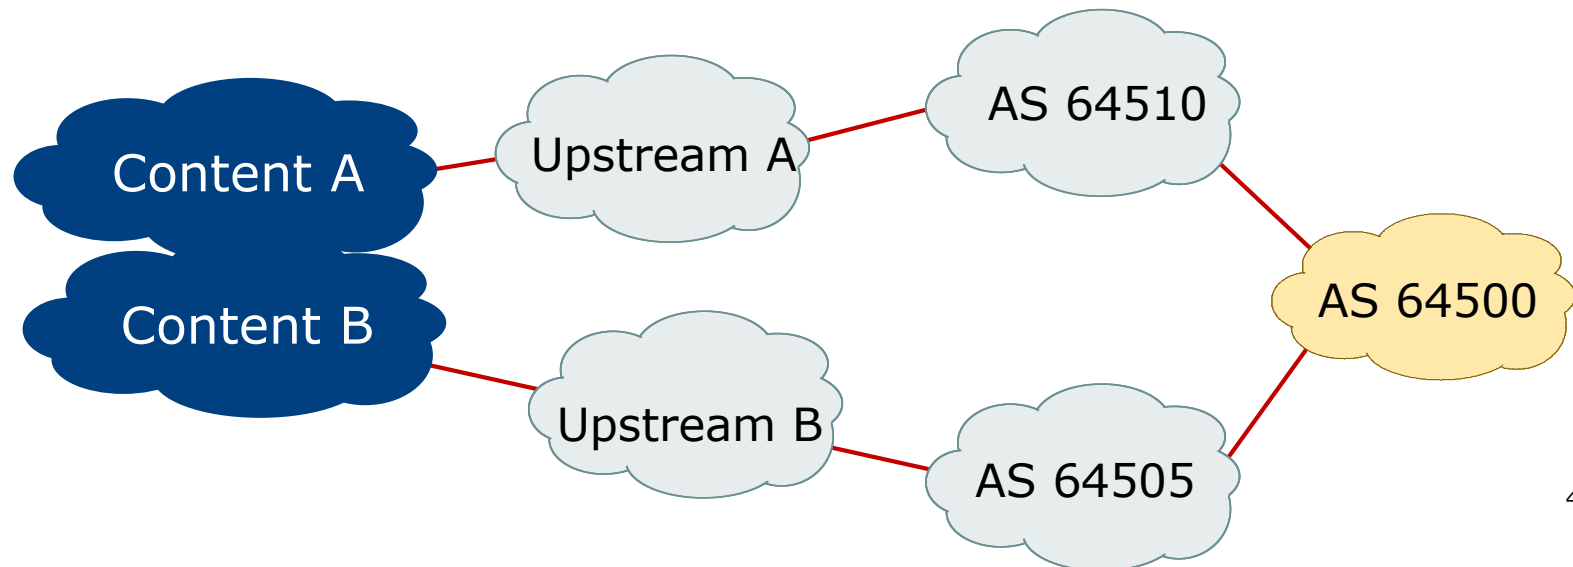 AS 64510
Upstream A
Content A
AS 64500
Content B
Upstream B
AS 64505